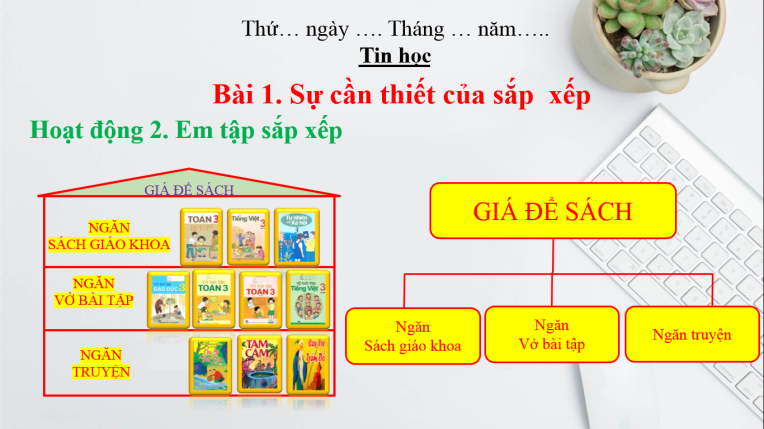 Thứ… ngày …. Tháng … năm…..
Tin học
Bài 1. Sự cần thiết của sắp xếp
Hoạt động 2. Em tập sắp xếp
GIÁ ĐỂ SÁCH
NGĂN
SÁCH GIÁO KHOA
TOÁN 3
Tiếng Việt 3
Tự nhiên và Xã hội
NGĂN
VỞ BÀI TẬP
ĐẠO ĐỨC 3
TOÁN 3
TOÁN 3
Tiếng Việt 3
NGĂN
TRUYỆN
TẤM CÁM
GIÁ ĐỂ SÁCH
Ngăn
Sách giáo khoa
Ngăn
Vở bài tập
Ngăn truyện